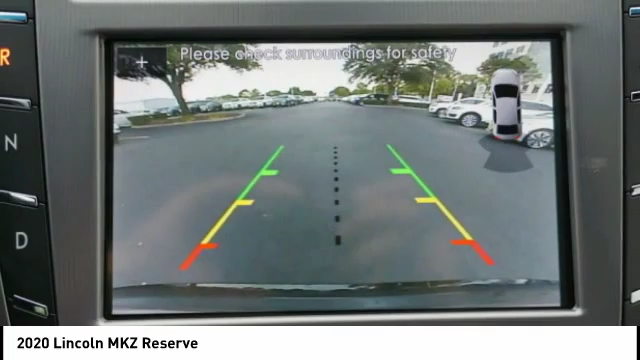 Please check surroundings for safety
+
R
N
D
2020 Lincoln MKZ Reserve